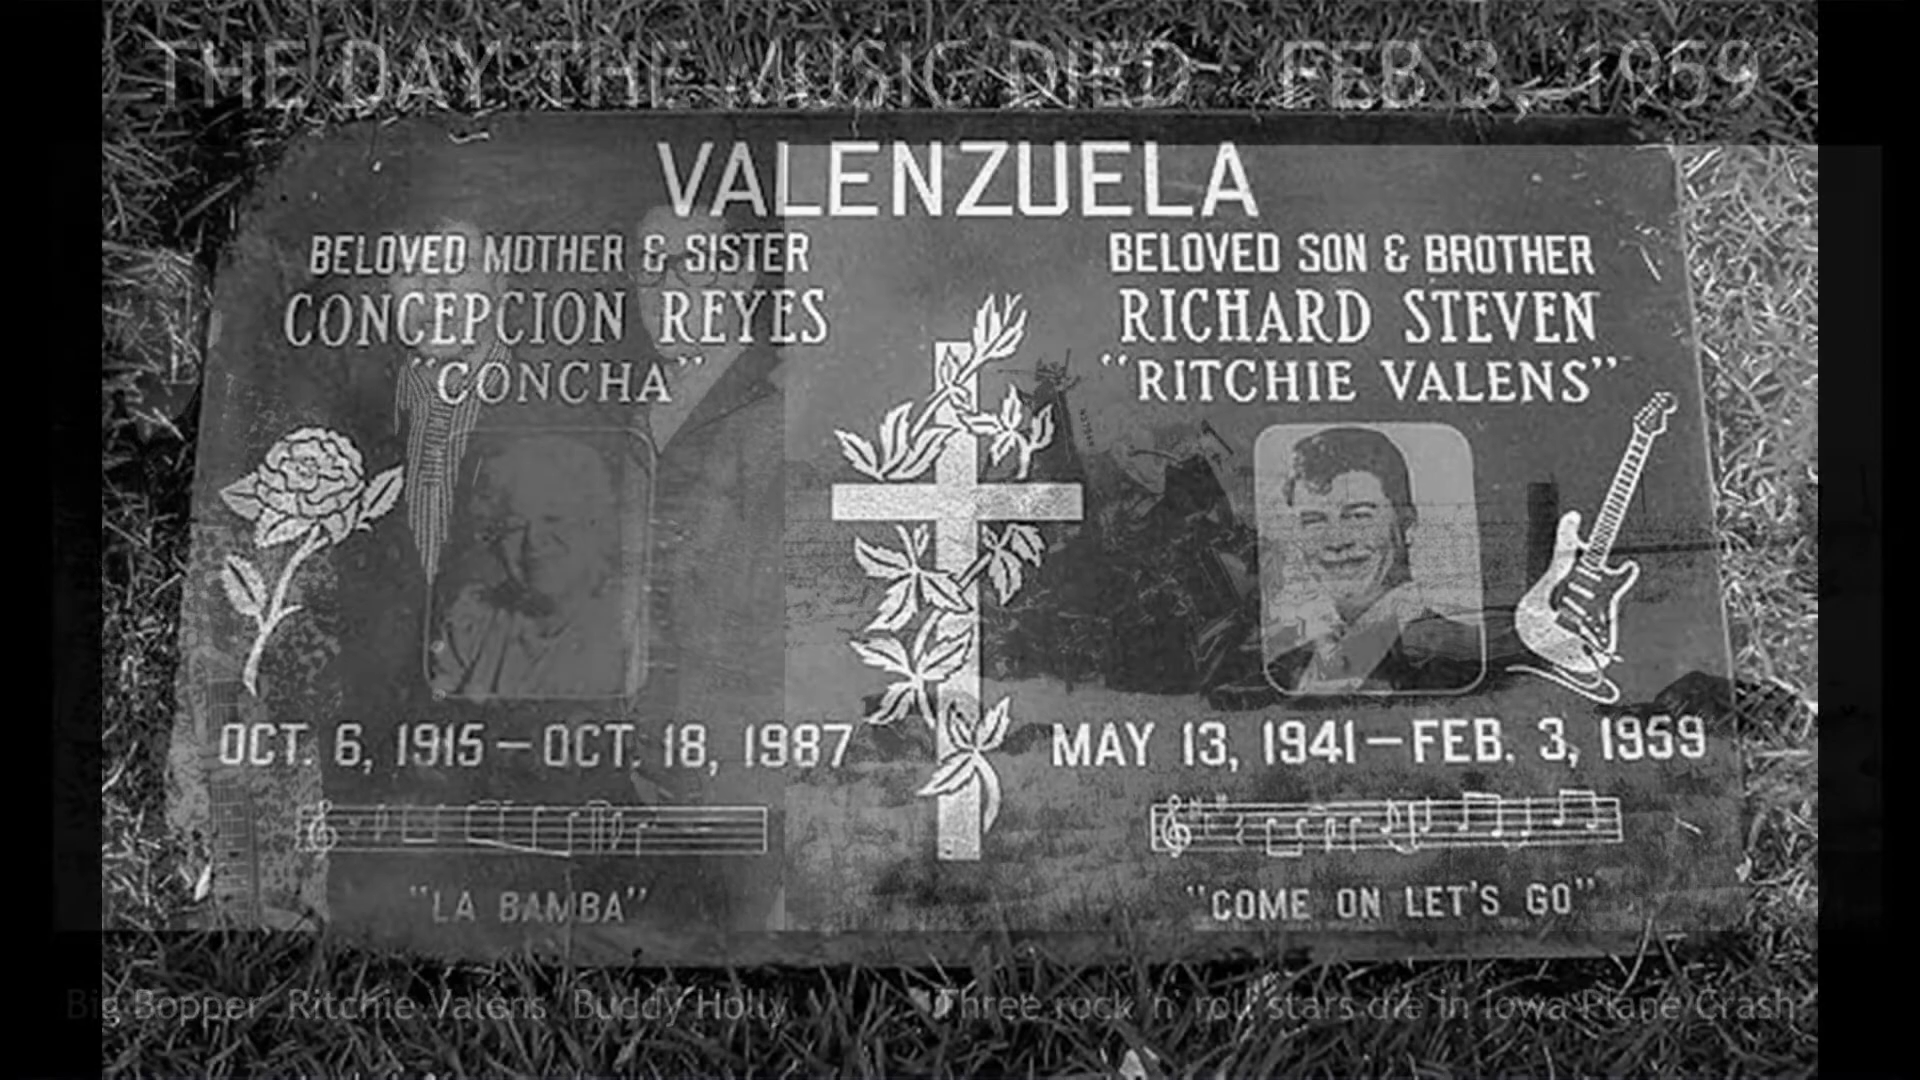 THE DAY THE MUSIC DIED FEB 3, 1959
VALENZUELA
BELOVED MOTHER & SISTER
CONCEPCION REYES
"CONCHA"
OCT. 6, 1915 – OCT. 18, 1987
"LA BAMBA"
BELOVED SON & BROTHER
RICHARD STEVEN
"RITCHIE VALENS"
MAY 13, 1941 – FEB. 3, 1959
"COME ON LET'S GO"
Big Bopper Ritchie Valens Buddy Holly
Three rock 'n' roll stars die in Iowa Plane Crash